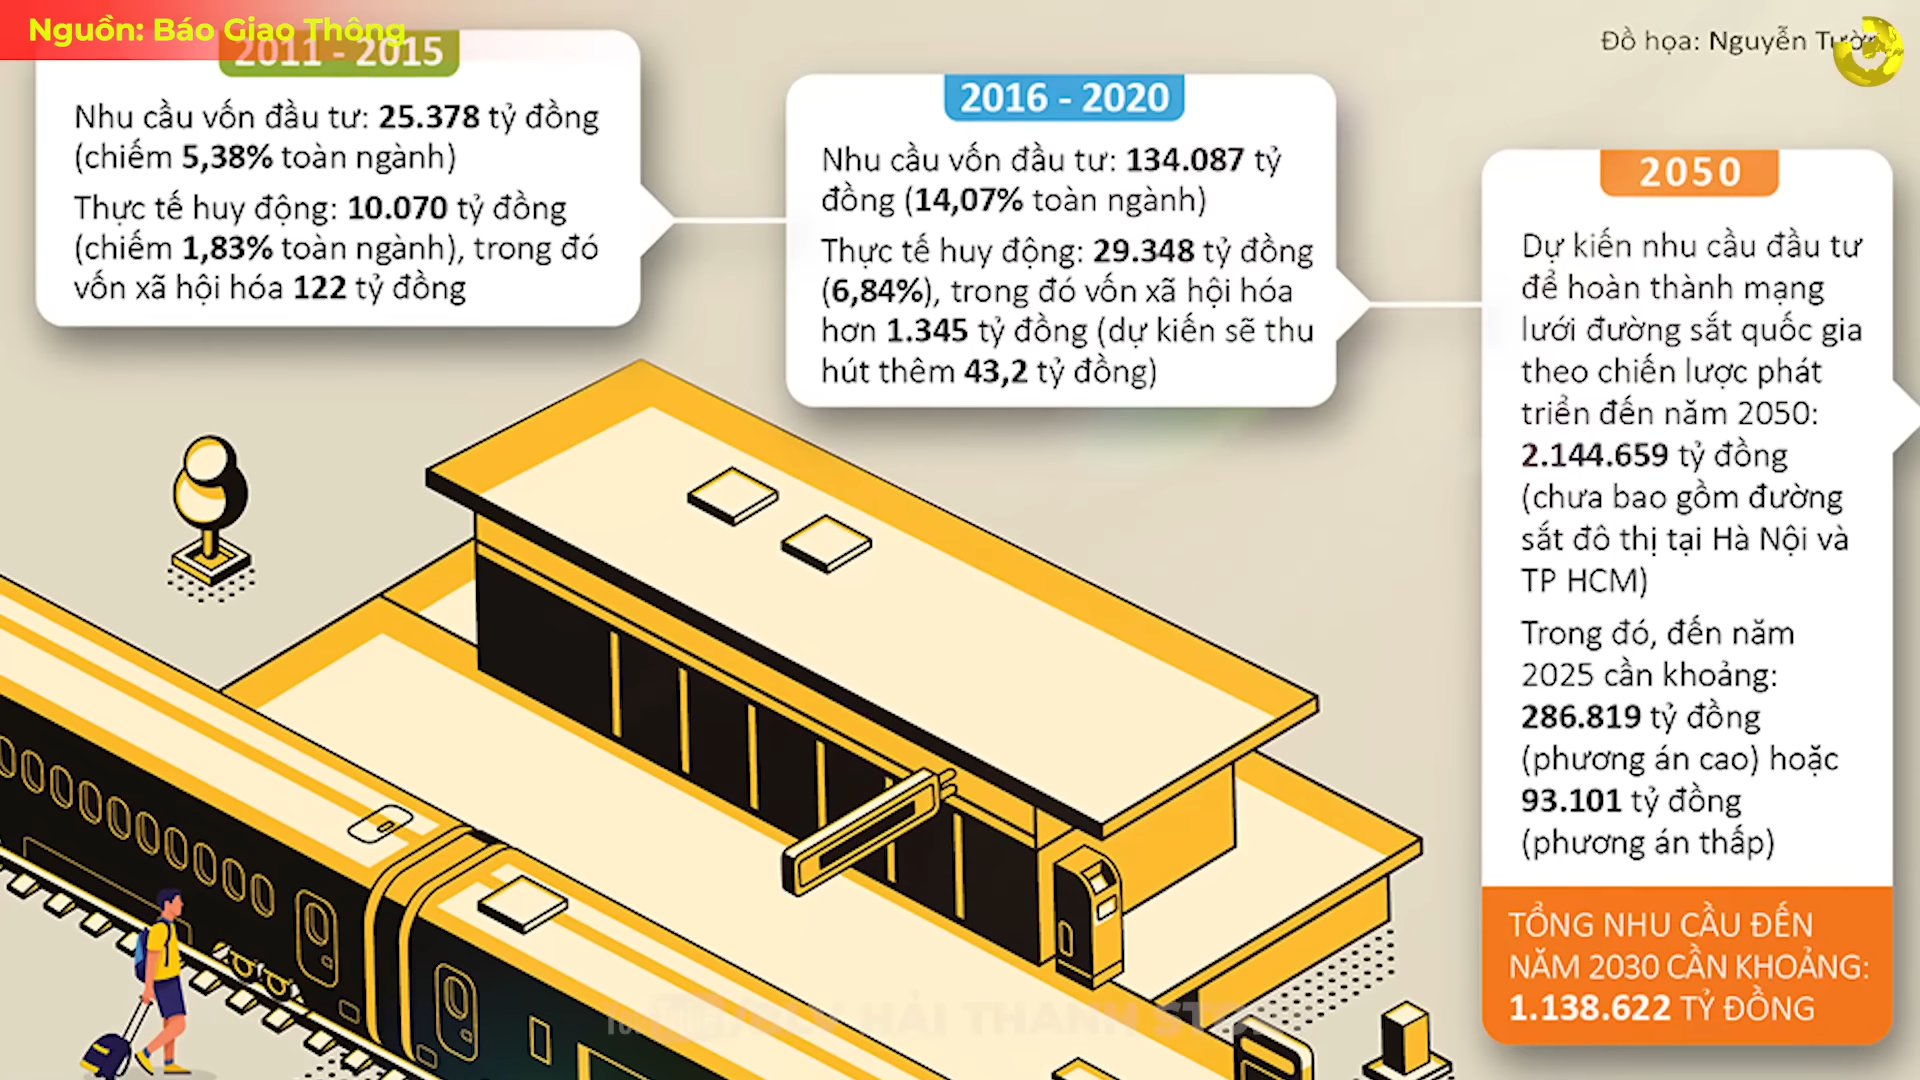 Nguồn: Báo Giao Thông
Đồ họa: Nguyễn
2011 - 2015
Nhu cầu vốn đầu tư: 25.378 tỷ đồng
(chiếm 5,38% toàn ngành)
Thực tế huy động: 10.070 tỷ đồng
(chiếm 1,83% toàn ngành), trong đó
vốn xã hội hóa 122 tỷ đồng
2016 - 2020
Nhu cầu vốn đầu tư: 134.087 tỷ
đồng (14,07% toàn ngành)
Thực tế huy động: 29.348 tỷ đồng
(6,84%), trong đó vốn xã hội hóa
hơn 1.345 tỷ đồng (dự kiến sẽ thu
hút thêm 43,2 tỷ đồng)
2050
Dự kiến nhu cầu đầu tư
để hoàn thành mạng
lưới đường sắt quốc gia
theo chiến lược phát
triển đến năm 2050:
2.144.659 tỷ đồng
(chưa bao gồm đường
sắt đô thị tại Hà Nội và
TP HCM)
Trong đó, đến năm
2025 cần khoảng:
286.819 tỷ đồng
(phương án cao) hoặc
93.101 tỷ đồng
(phương án thấp)
TỔNG NHU CẦU ĐẾN
NĂM 2030 CẦN KHOẢNG:
1.138.622 TỶ ĐỒNG
HẢI THANH